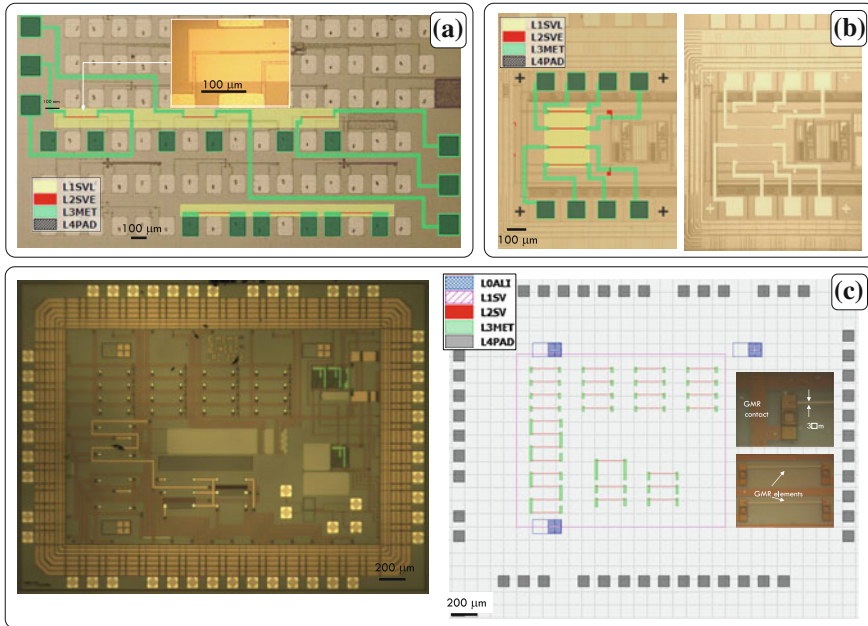 (a)
100 μm
100 μm
L1SVL
L2SVE
L3MET
L4PAD
100 μm
(b)
L1SVL
L2SVE
L3MET
L4PAD
100 μm
(c)
200 μm
L0ALI
L1SV
L2SV
L3MET
L4PAD
GMR
contact
3□m
GMR elements
200 μm